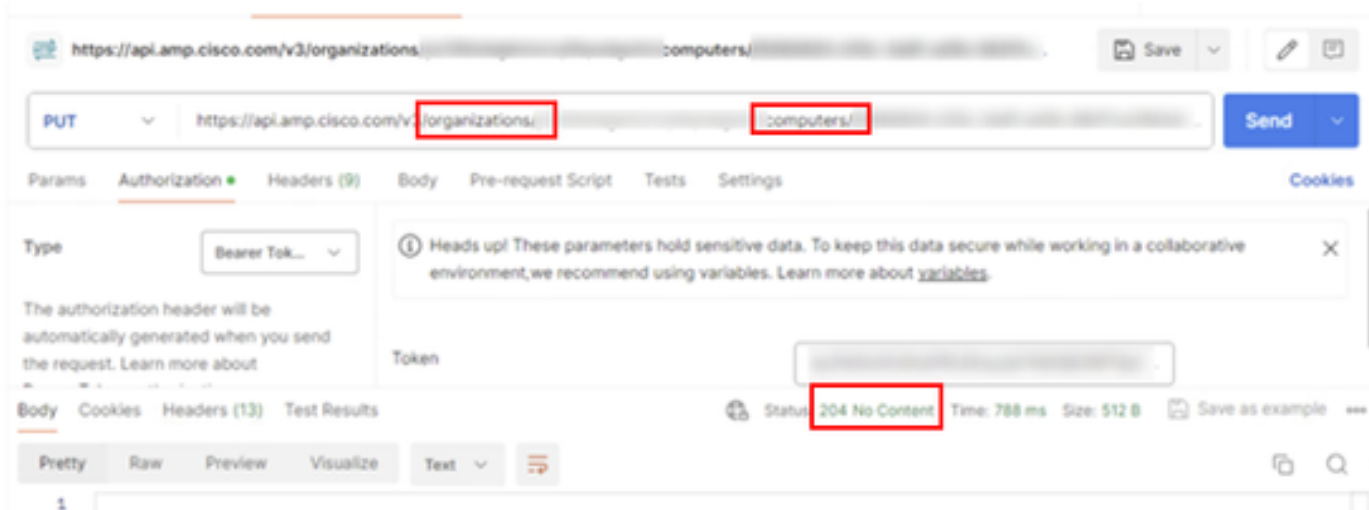 https://api.amp.cisco.com/v3/organizations/ computers/ Save
PUT https://api.amp.cisco.com/v3/organizations/ computers/ Send
Params Authorization Headers (9) Body Pre-request Script Tests Settings Cookies
Type Bearer Tok...
Heads up! These parameters hold sensitive data. To keep this data secure while working in a collaborative
environment,we recommend using variables. Learn more about variables.
The authorization header will be
automatically generated when you send
the request. Learn more about
Token
Body Cookies Headers (13) Test Results Status: 204 No Content Time: 788 ms Size: 512 B Save as example
Pretty Raw Preview Visualize Text
1